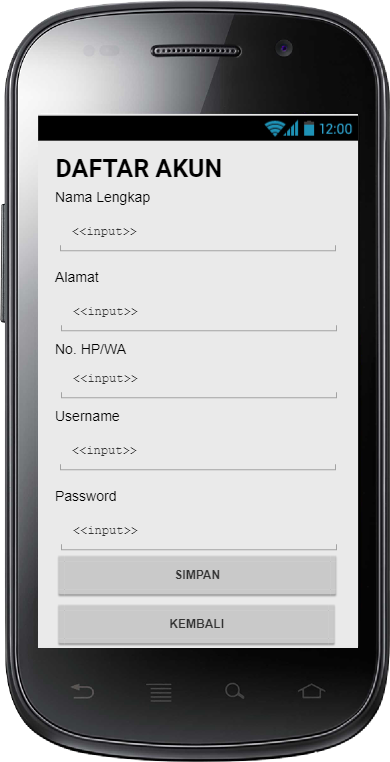 12:00
DAFTAR AKUN
Nama Lengkap
<<input>>
Alamat
<<input>>
No. HP/WA
<<input>>
Username
<<input>>
Password
<<input>>
SIMPAN
KEMBALI